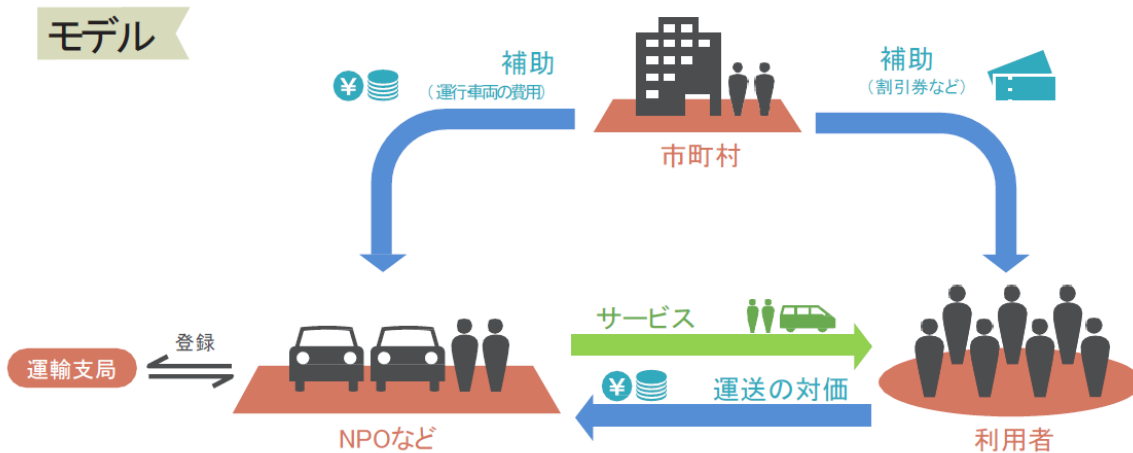 モデル
補助
（運行車両の費用）
補助
（割引券など）
¥
市町村
サービス
登録
運輸支局
¥
運送の対価
NPOなど
利用者